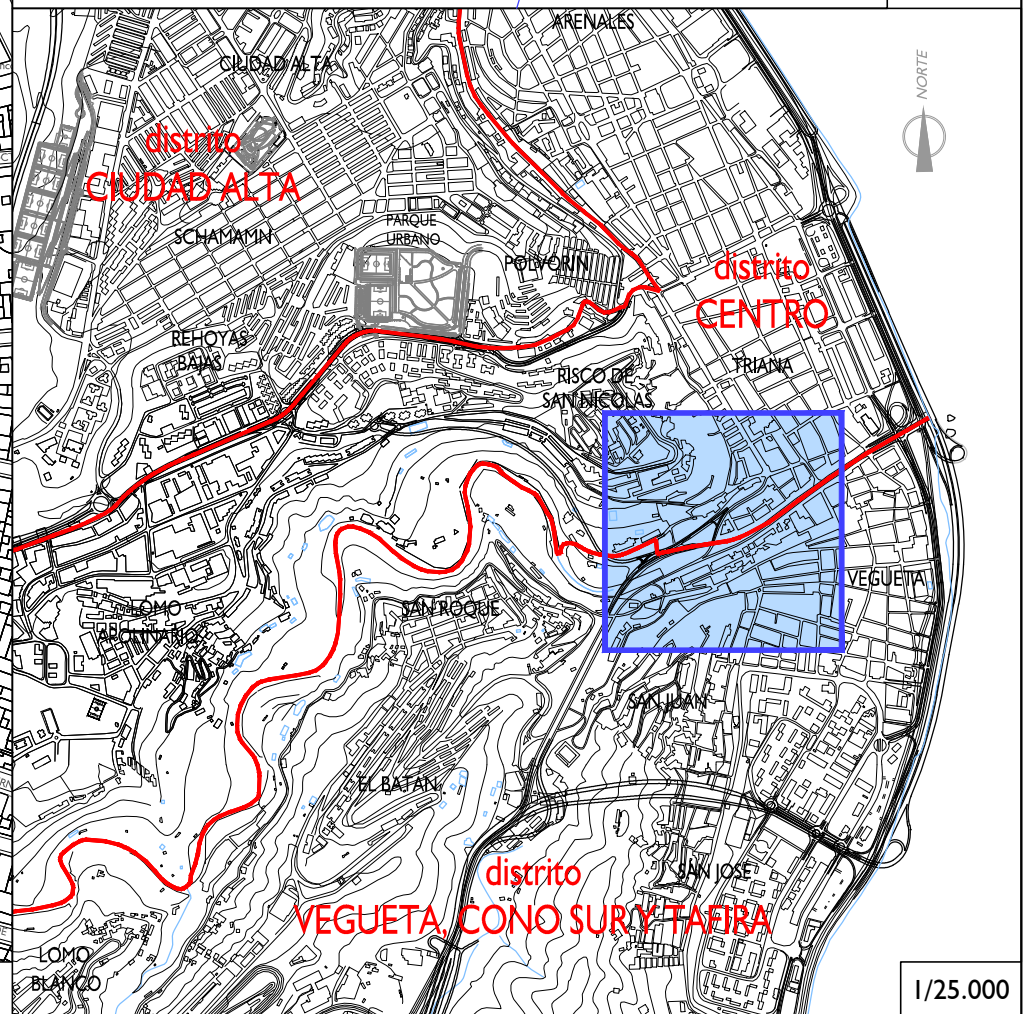 ARENALES
CIUDAD ALTA
NORTE
distrito
CIUDAD ALTA
PARQUE
URBANO
SCHAMAMN
POLVORIN
distrito
CENTRO
REHOYAS
BAJAS
TRIANA
RISCO DE
SAN NICOLAS
VEGUETA
LOMO
APOLINARIO
SAN ROQUE
SAN JUAN
EL BATAN
distrito
VEGUETA, CONO SUR Y TAFIRA
SAN JOSE
LOMO
BLANCO
1/25.000